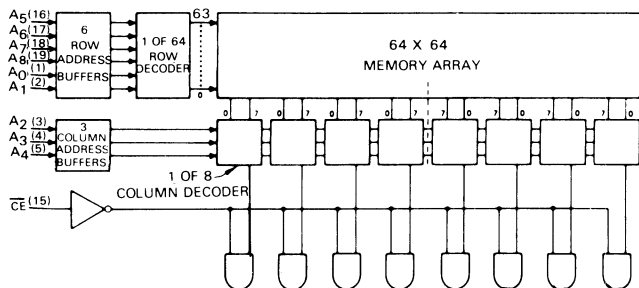 A5(16)
A6(17)
A7(18)
A8(19)
A0(1)
A1(2)
6
ROW
ADDRESS
BUFFERS
1 OF 64
ROW
DECODER
63
0
64 X 64
MEMORY ARRAY
0 7 0 7 0 7 0 7 7 0 7 0 7 0 7 0
A2(3)
A3(4)
A4(5)
3
COLUMN
ADDRESS
BUFFERS
1 OF 8
COLUMN DECODER
CE(15)